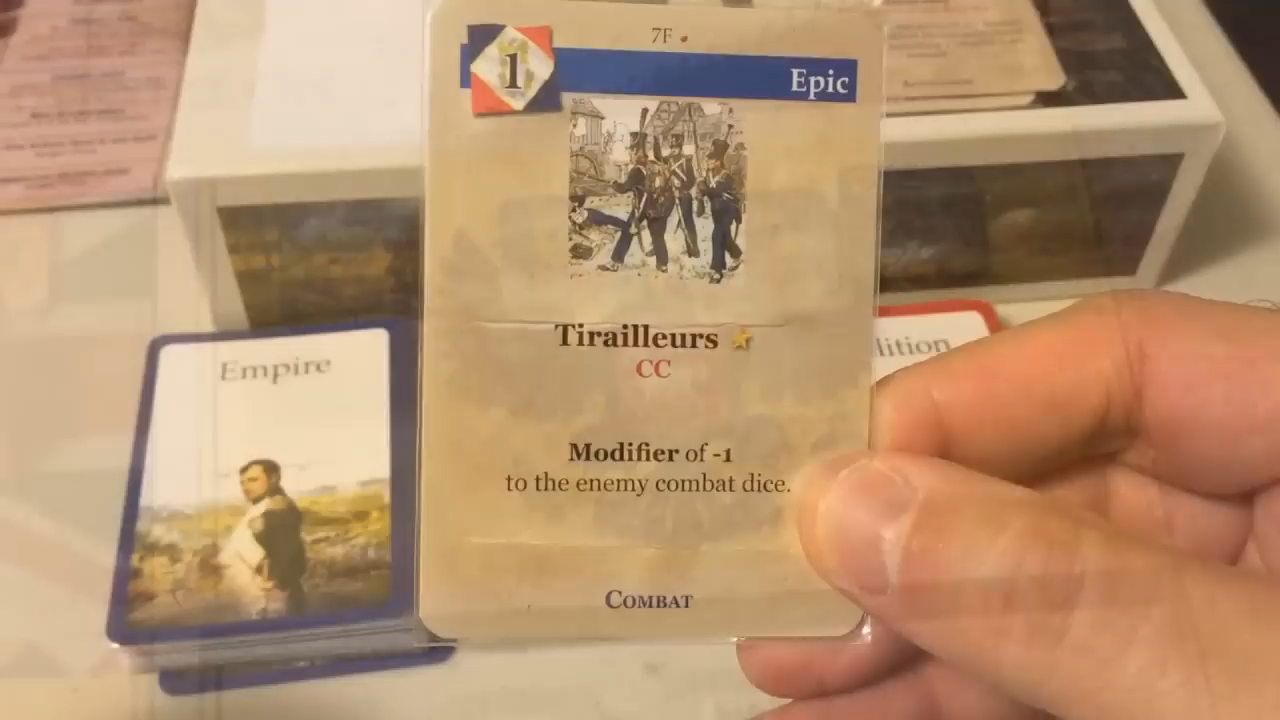 7F
1
Epic
Tirailleurs
CC
Modifier of -1
to the enemy combat dice.
COMBAT
Empire
lition